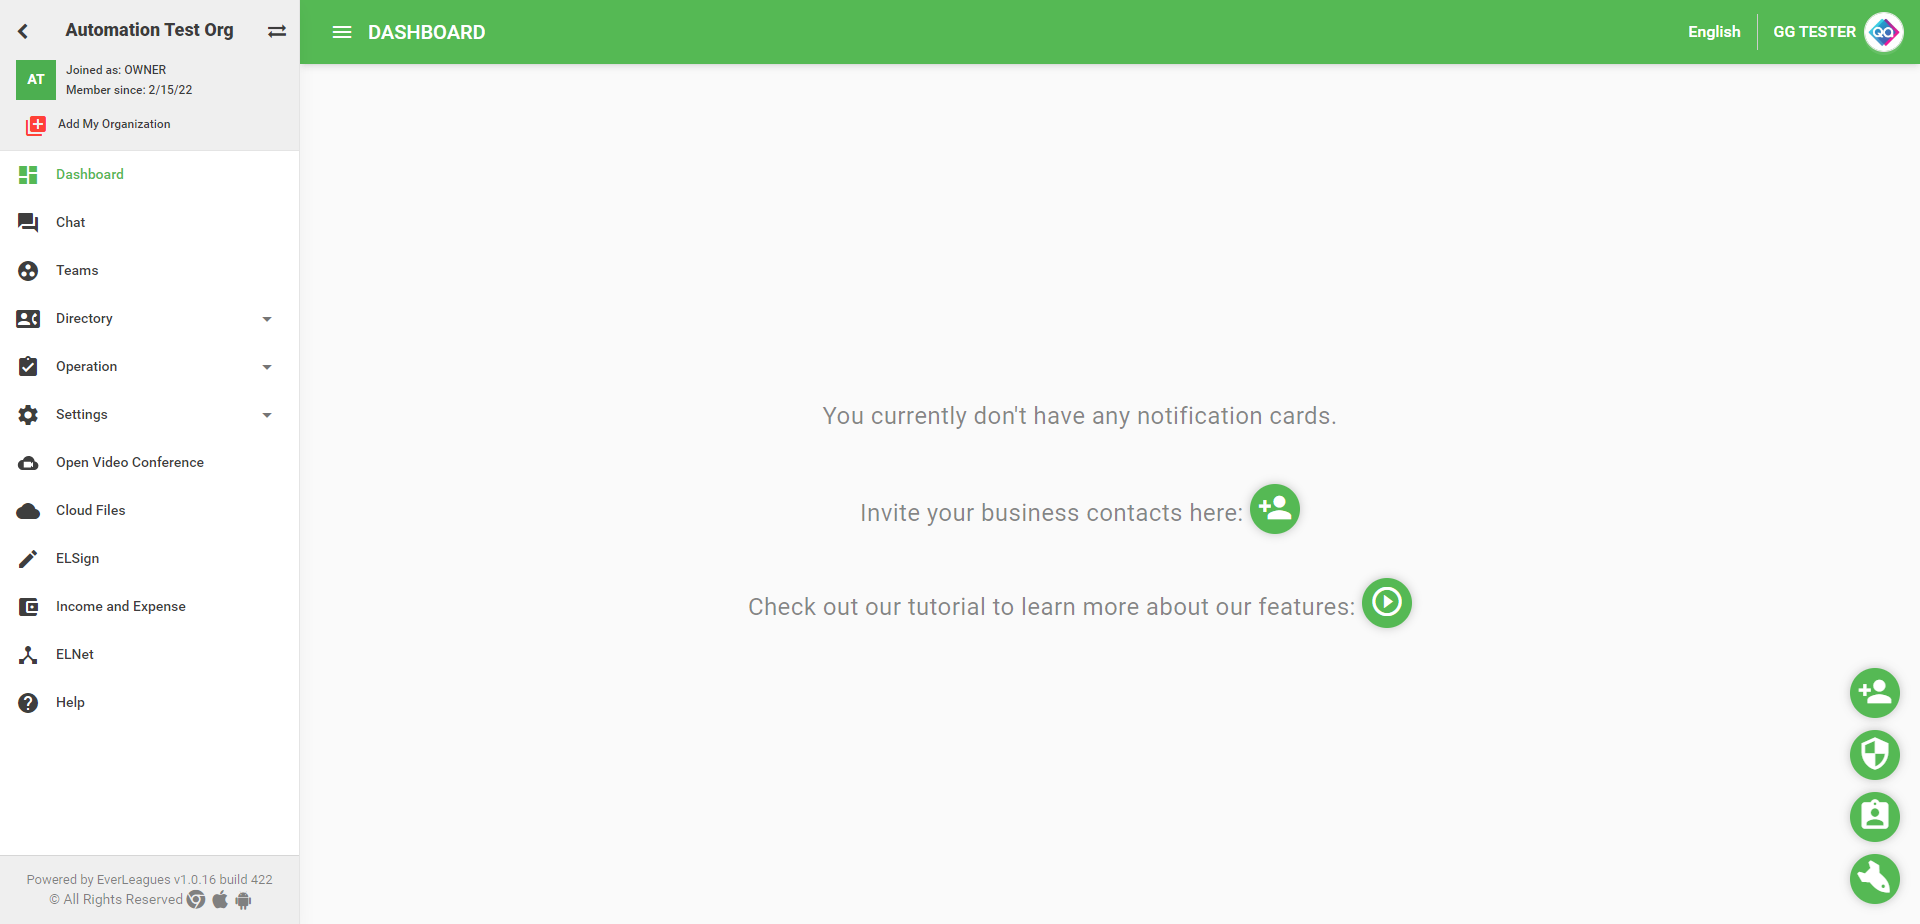 Automation Test Org
AT
Joined as: OWNER
Member since: 2/15/22
Add My Organization
Dashboard
Chat
Teams
Directory
Operation
Settings
Open Video Conference
Cloud Files
ELSign
Income and Expense
ELNet
Help
Powered by EverLeagues v1.0.16 build 422
© All Rights Reserved
DASHBOARD
English
GG TESTER
QA
You currently don't have any notification cards.
Invite your business contacts here:
Check out our tutorial to learn more about our features: